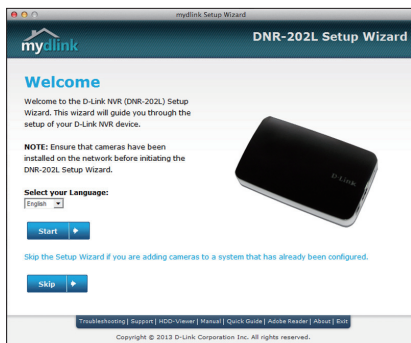 mydlink Setup Wizard
mydlink
DNR-202L Setup Wizard
Welcome
Welcome to the D-Link NVR (DNR-202L) Setup
Wizard. This wizard will guide you through the
setup of your D-Link NVR device.
NOTE: Ensure that cameras have been
installed on the network before initiating the
DNR-202L Setup Wizard.
D-Link
Select your Language:
English
Start
Skip the Setup Wizard if you are adding cameras to a system that has already been configured.
Skip
Troubleshooting | Support | HDD-Viewer | Manual | Quick Guide | Adobe Reader | About | Exit
Copyright © 2013 D-Link Corporation Inc. All rights reserved.